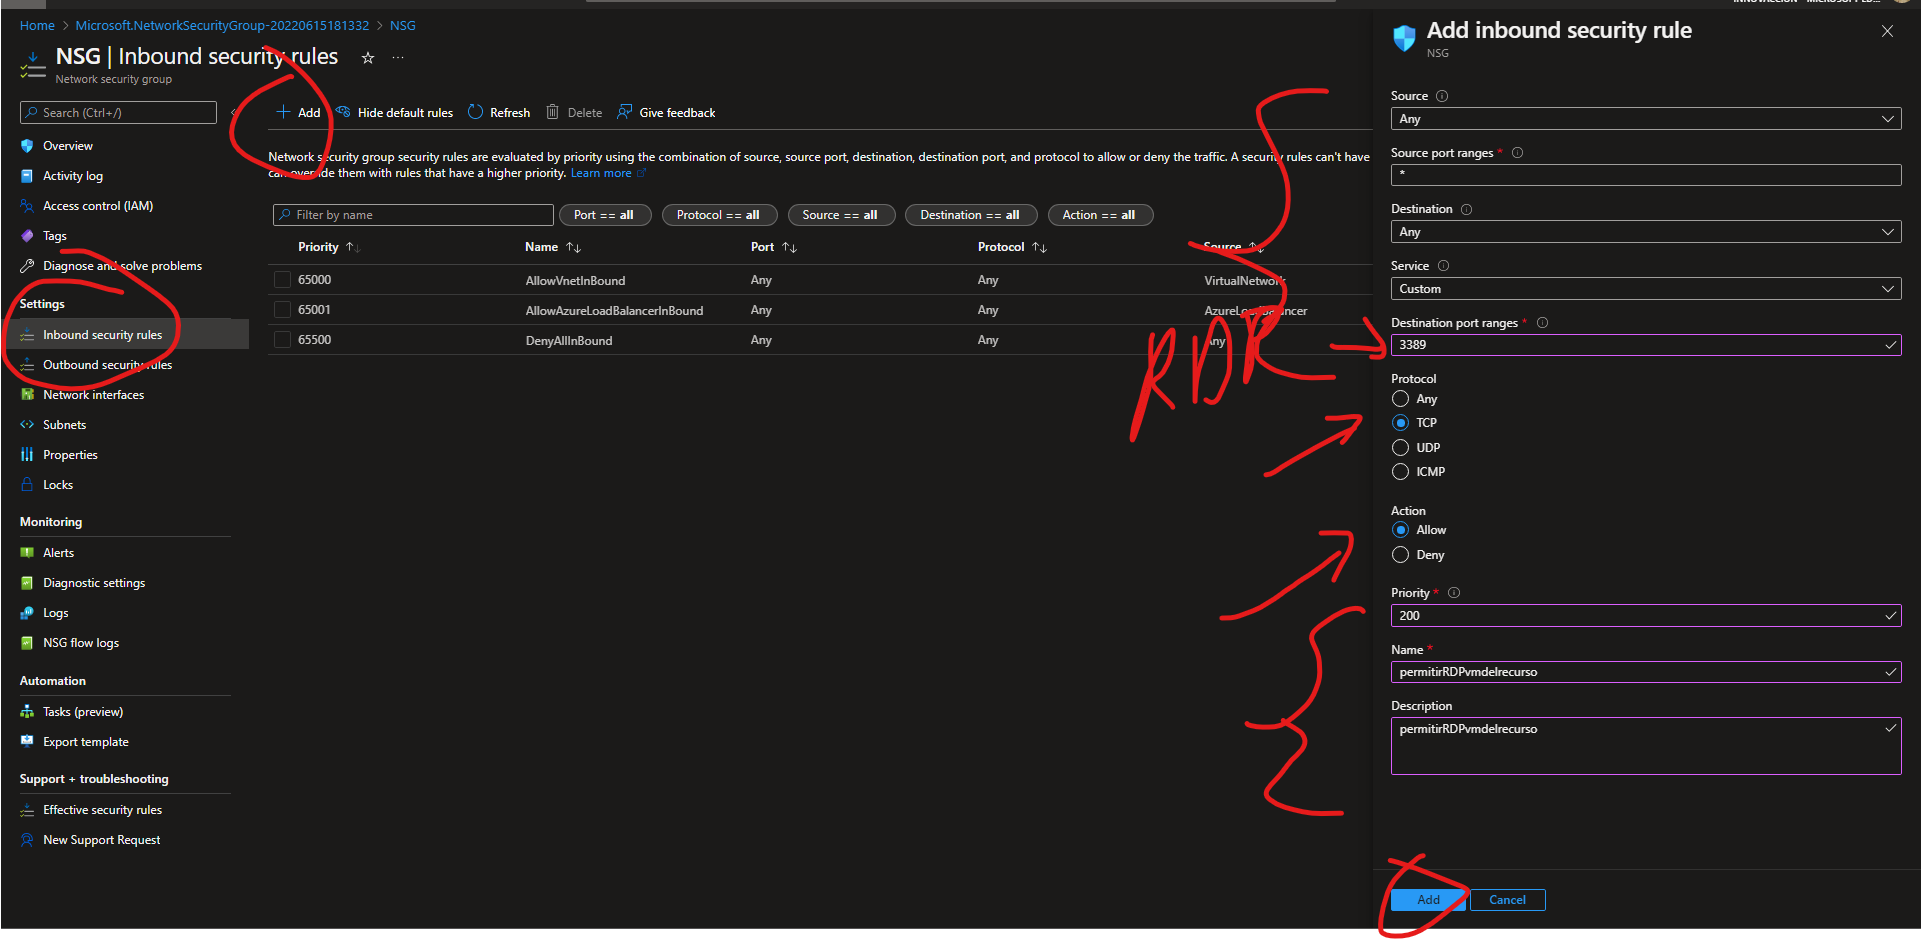 Home > Microsoft.NetworkSecurityGroup-20220615181332 > NSG
NSG | Inbound security rules
Network security group
Search (Ctrl+/)
Overview
Activity log
Access control (IAM)
Tags
Diagnose and solve problems
Settings
Inbound security rules
Outbound security rules
Network interfaces
Subnets
Properties
Locks
Monitoring
Alerts
Diagnostic settings
Logs
NSG flow logs
Automation
Tasks (preview)
Export template
Support + troubleshooting
Effective security rules
New Support Request
Add Hide default rules Refresh Delete Give feedback
Network security group security rules are evaluated by priority using the combination of source, source port, destination, destination port, and protocol to allow or deny the traffic. A security rules can't have
can override them with rules that have a higher priority. Learn more
Filter by name Port == all Protocol == all Source == all Destination == all Action == all
Priority Name Port Protocol Source
65000 AllowVnetInBound Any Any VirtualNetwork
65001 AllowAzureLoadBalancerInBound Any Any AzureLoadBalancer
65500 DenyAllInBound Any Any Any
RDP
Add inbound security rule
NSG
Source
Any
Source port ranges *
*
Destination
Any
Service
Custom
Destination port ranges *
3389
Protocol
Any
TCP
UDP
ICMP
Action
Allow
Deny
Priority *
200
Name *
permitirRDPvmdelrecurso
Description
permitirRDPvmdelrecurso
Add Cancel